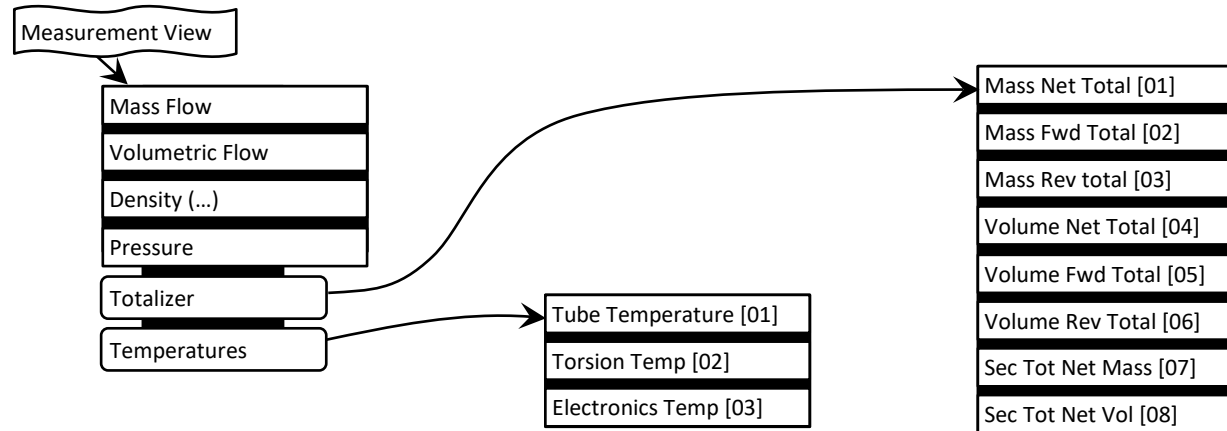 Measurement View
Mass Flow
Volumetric Flow
Density (...)
Pressure
Totalizer
Temperatures
Tube Temperature [01]
Torsion Temp [02]
Electronics Temp [03]
Mass Net Total [01]
Mass Fwd Total [02]
Mass Rev total [03]
Volume Net Total [04]
Volume Fwd Total [05]
Volume Rev Total [06]
Sec Tot Net Mass [07]
Sec Tot Net Vol [08]